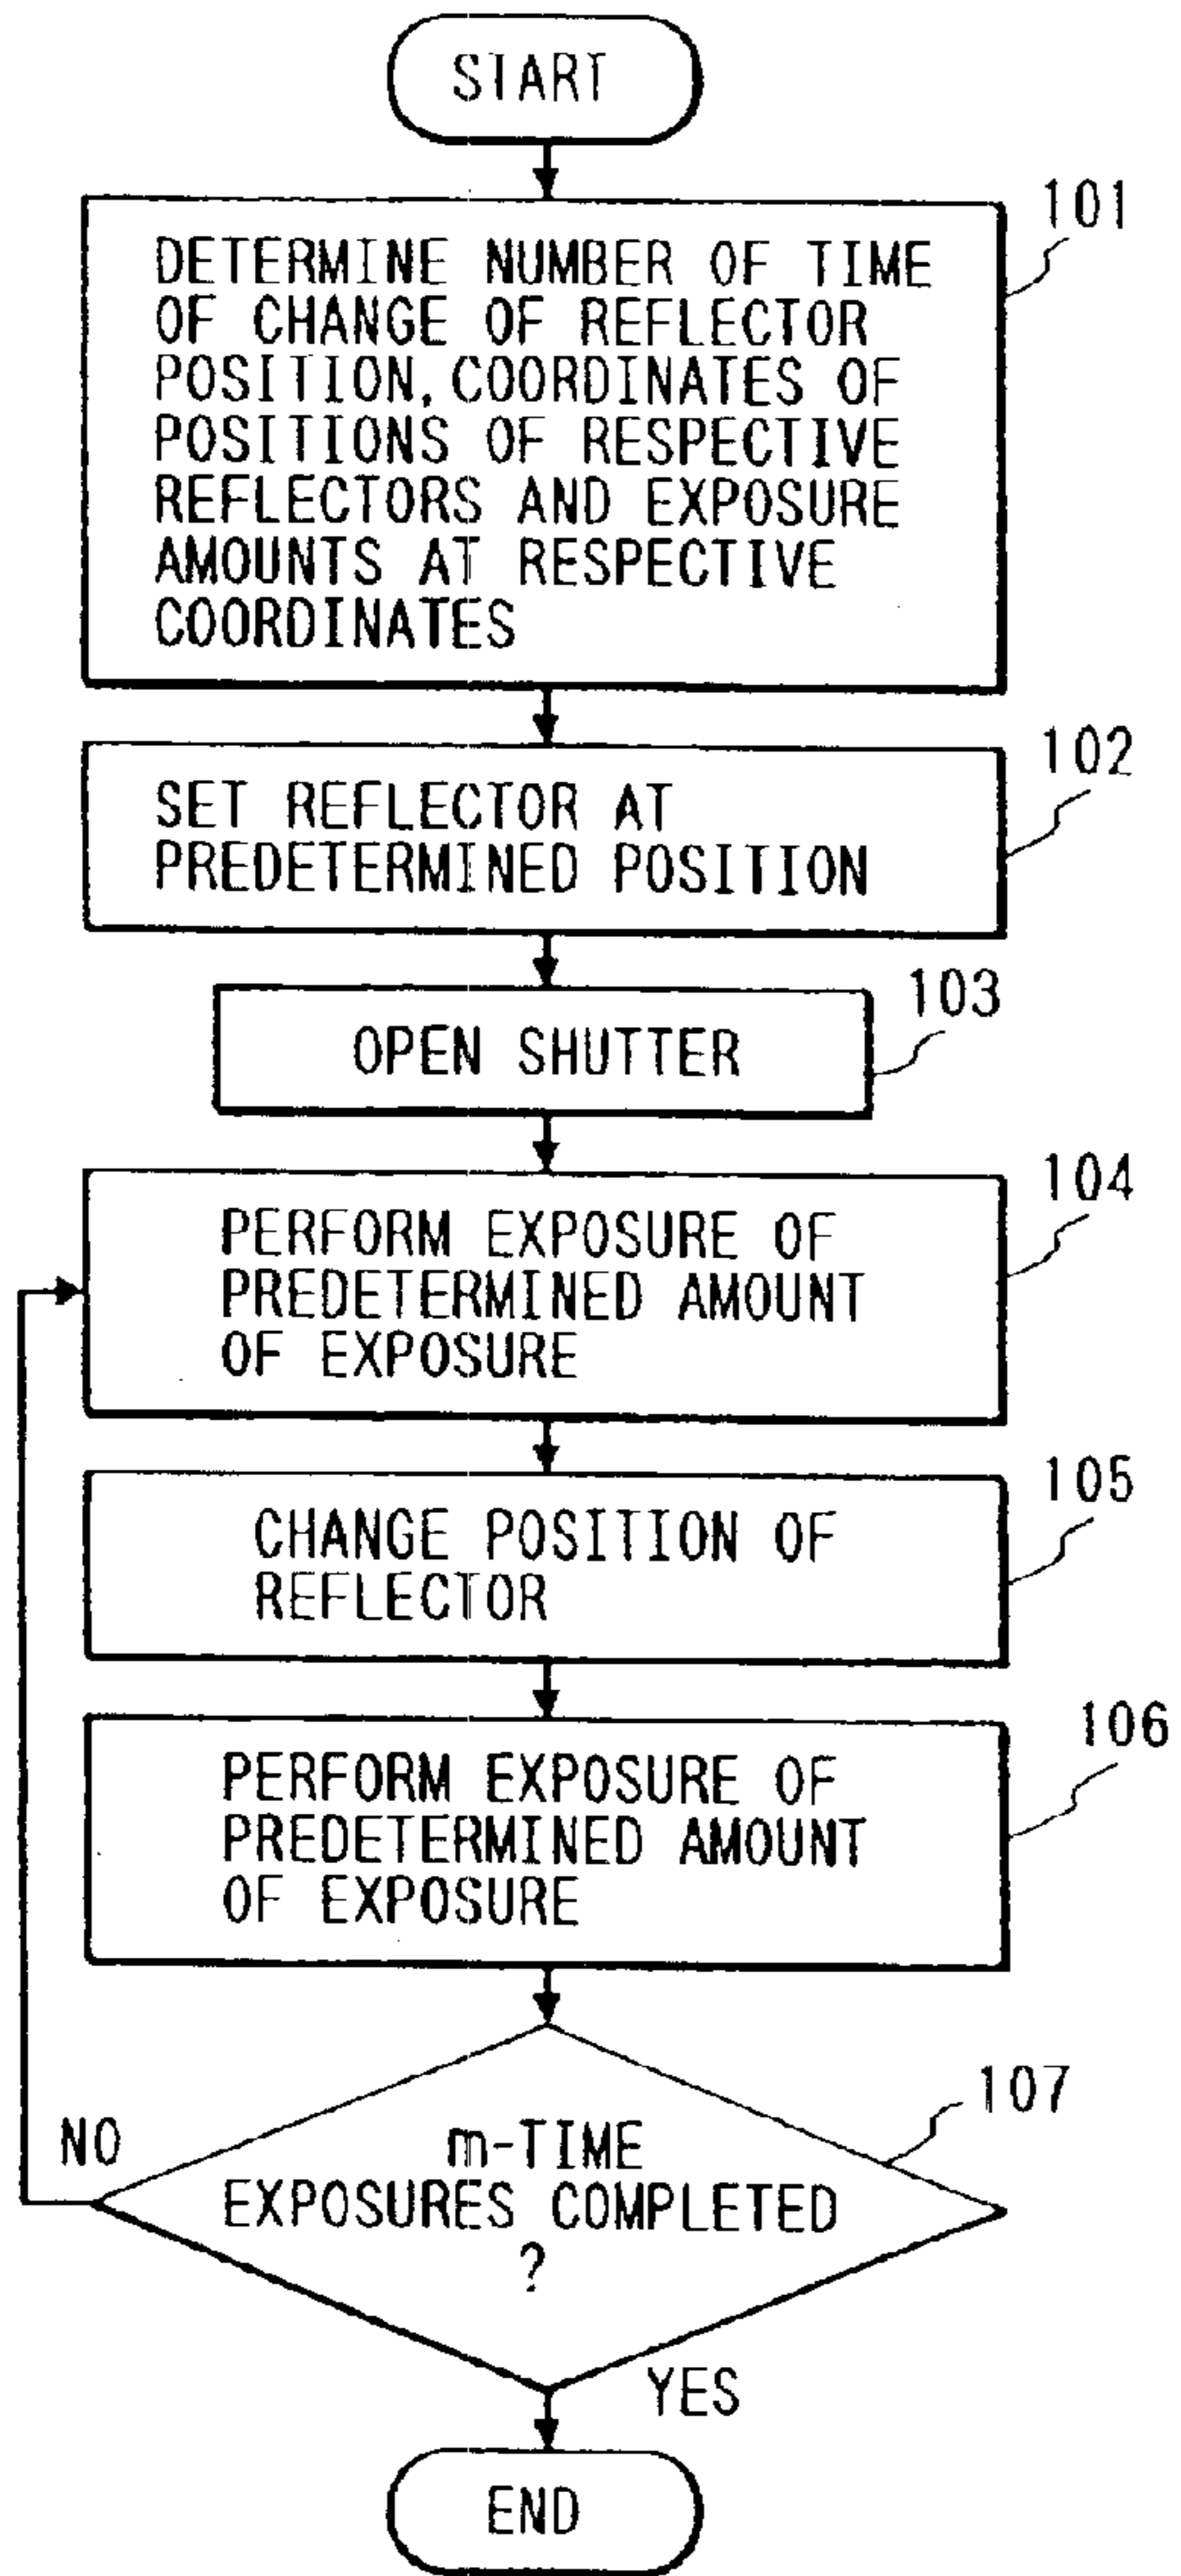 START
101
DETERMINE NUMBER OF TIME
OF CHANGE OF REFLECTOR
POSITION, COORDINATES OF
POSITIONS OF RESPECTIVE
REFLECTORS AND EXPOSURE
AMOUNTS AT RESPECTIVE
COORDINATES
102
SET REFLECTOR AT
PREDETERMINED POSITION
103
OPEN SHUTTER
104
PERFORM EXPOSURE OF
PREDETERMINED AMOUNT
OF EXPOSURE
105
CHANGE POSITION OF
REFLECTOR
106
PERFORM EXPOSURE OF
PREDETERMINED AMOUNT
OF EXPOSURE
107
NO
m-TIME
EXPOSURES COMPLETED
?
YES
END